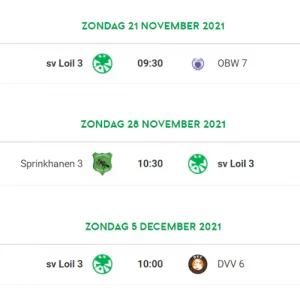 ZONDAG 21 NOVEMBER 2021
sv Loil 3 09:30 OBW 7
ZONDAG 28 NOVEMBER 2021
Sprinkhanen 3 10:30 sv Loil 3
ZONDAG 5 DECEMBER 2021
sv Loil 3 10:00 DVV 6